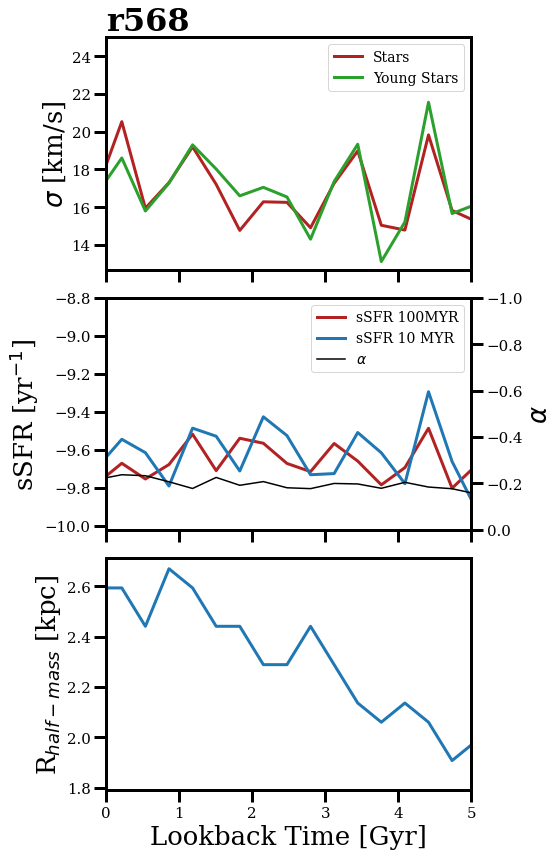 r568
24
22
20
18
16
14
σ [km/s]
Stars
Young Stars
−8.8
−9.0
−9.2
−9.4
−9.6
−9.8
−10.0
sSFR [yr⁻¹]
sSFR 100MYR
sSFR 10 MYR
α
−1.0
−0.8
−0.6
−0.4
−0.2
0.0
α
2.6
2.4
2.2
2.0
1.8
R_half−mass [kpc]
0 1 2 3 4 5
Lookback Time [Gyr]